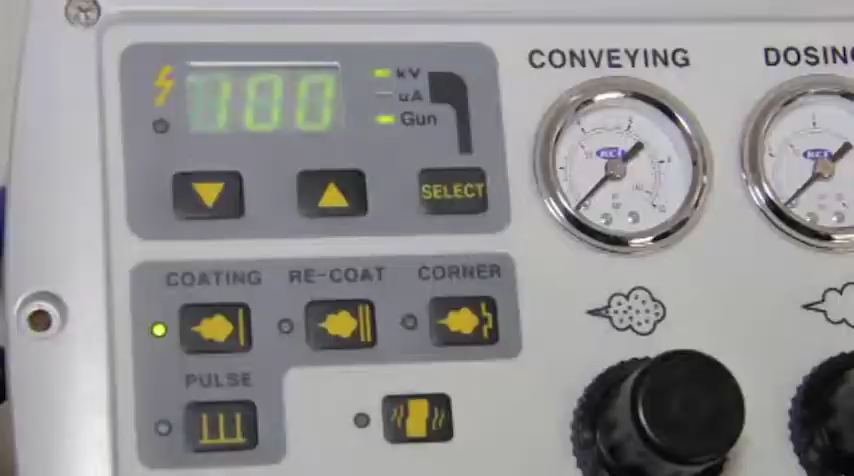 CONVEYING
DOSING
100
kV
uA
Gun
SELECT
COATING
RE-COAT
CORNER
PULSE